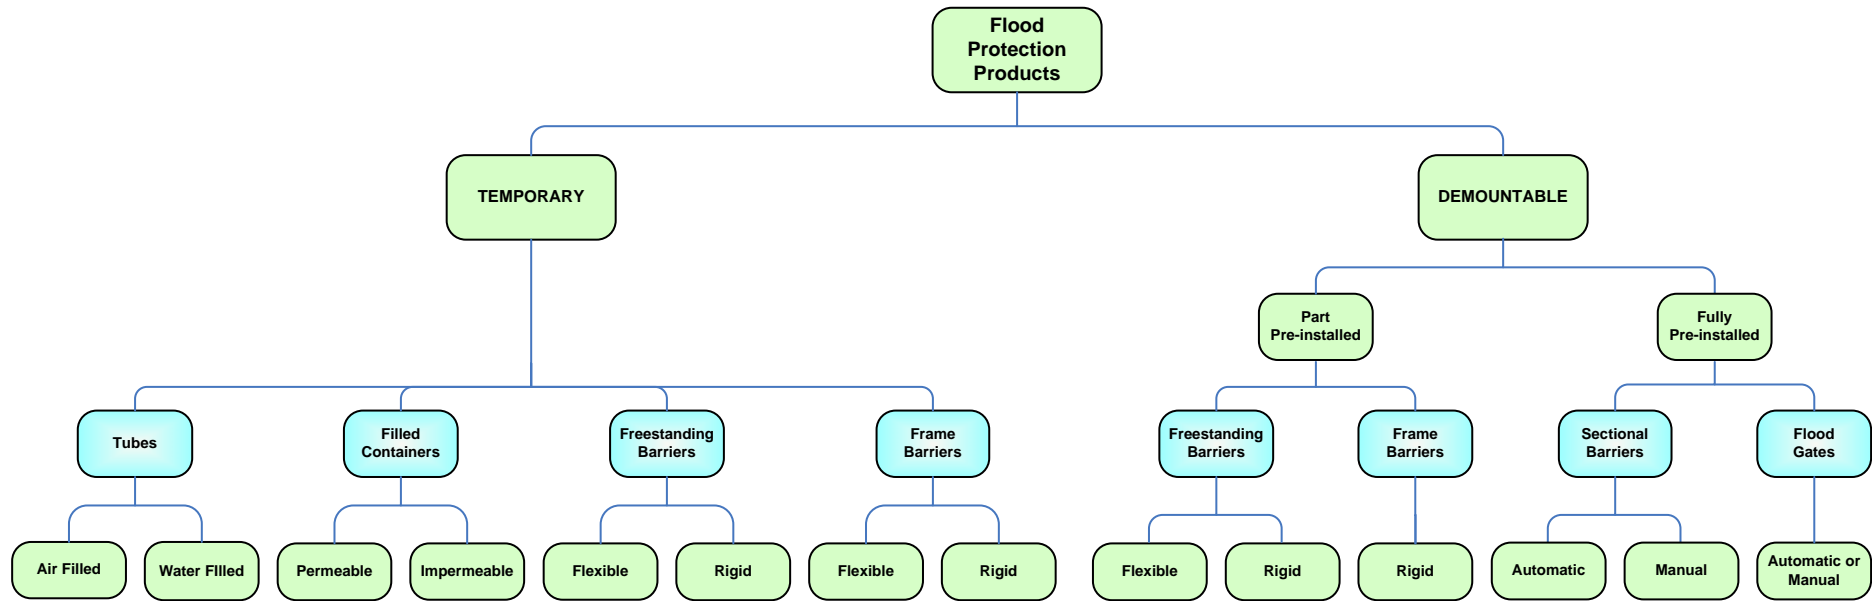 Flood
Protection
Products
TEMPORARY
DEMOUNTABLE
Part
Pre-installed
Fully
Pre-installed
Tubes
Filled
Containers
Freestanding
Barriers
Frame
Barriers
Freestanding
Barriers
Frame
Barriers
Sectional
Barriers
Flood
Gates
Air Filled
Water FIlled
Permeable
Impermeable
Flexible
Rigid
Flexible
Rigid
Flexible
Rigid
Rigid
Automatic
Manual
Automatic or
Manual